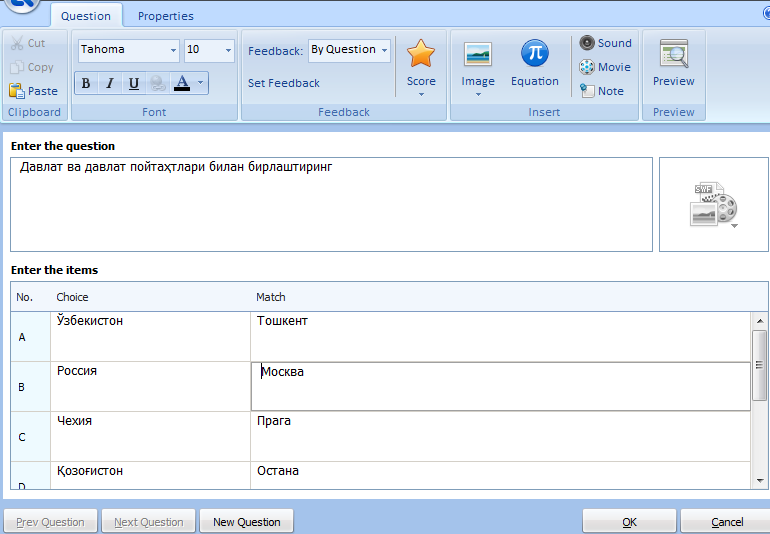 Question Properties
Cut
Copy
Paste
Clipboard
Tahoma 10
B I U A
Font
Feedback: By Question
Set Feedback
Feedback
Score
Image
Equation
Sound
Movie
Note
Insert
Preview
Preview
Enter the question
Давлат ва давлат пойтаҳтлари билан бирлаштиринг
SWF
Enter the items
No. Choice Match
A Ўзбекистон Тошкент
B Россия Москва
C Чехия Прага
D Қозоғистон Остана
Prev Question Next Question New Question OK Cancel